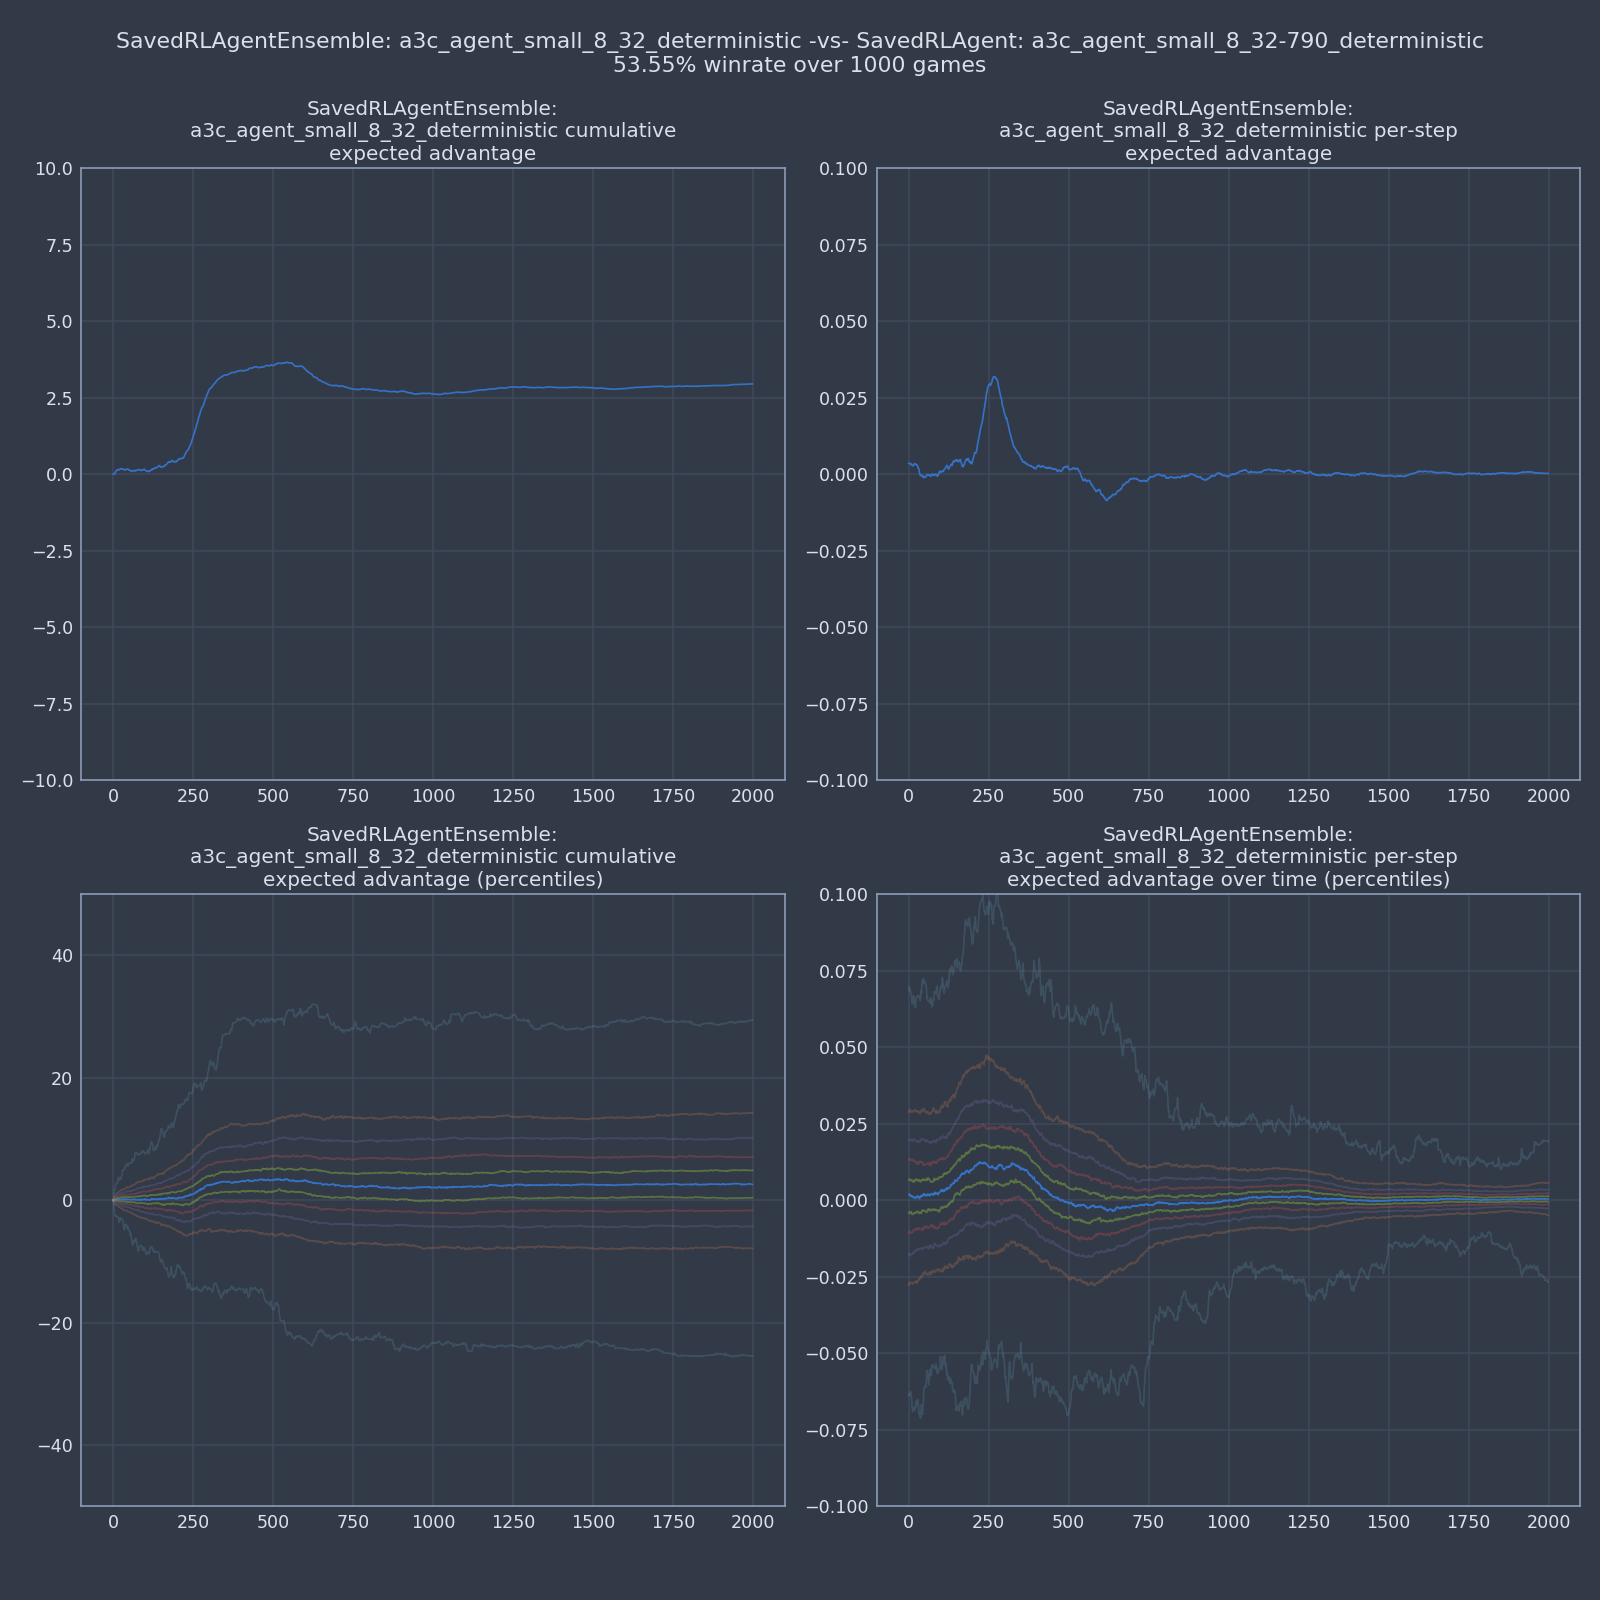 SavedRLAgentEnsemble: a3c_agent_small_8_32_deterministic -vs- SavedRLAgent: a3c_agent_small_8_32-790_deterministic
53.55% winrate over 1000 games
SavedRLAgentEnsemble:
a3c_agent_small_8_32_deterministic cumulative
expected advantage
10.0
7.5
5.0
2.5
0.0
−2.5
−5.0
−7.5
−10.0
0 250 500 750 1000 1250 1500 1750 2000
SavedRLAgentEnsemble:
a3c_agent_small_8_32_deterministic per-step
expected advantage
0.100
0.075
0.050
0.025
0.000
−0.025
−0.050
−0.075
−0.100
0 250 500 750 1000 1250 1500 1750 2000
SavedRLAgentEnsemble:
a3c_agent_small_8_32_deterministic cumulative
expected advantage (percentiles)
40
20
0
−20
−40
0 250 500 750 1000 1250 1500 1750 2000
SavedRLAgentEnsemble:
a3c_agent_small_8_32_deterministic per-step
expected advantage over time (percentiles)
0.100
0.075
0.050
0.025
0.000
−0.025
−0.050
−0.075
−0.100
0 250 500 750 1000 1250 1500 1750 2000